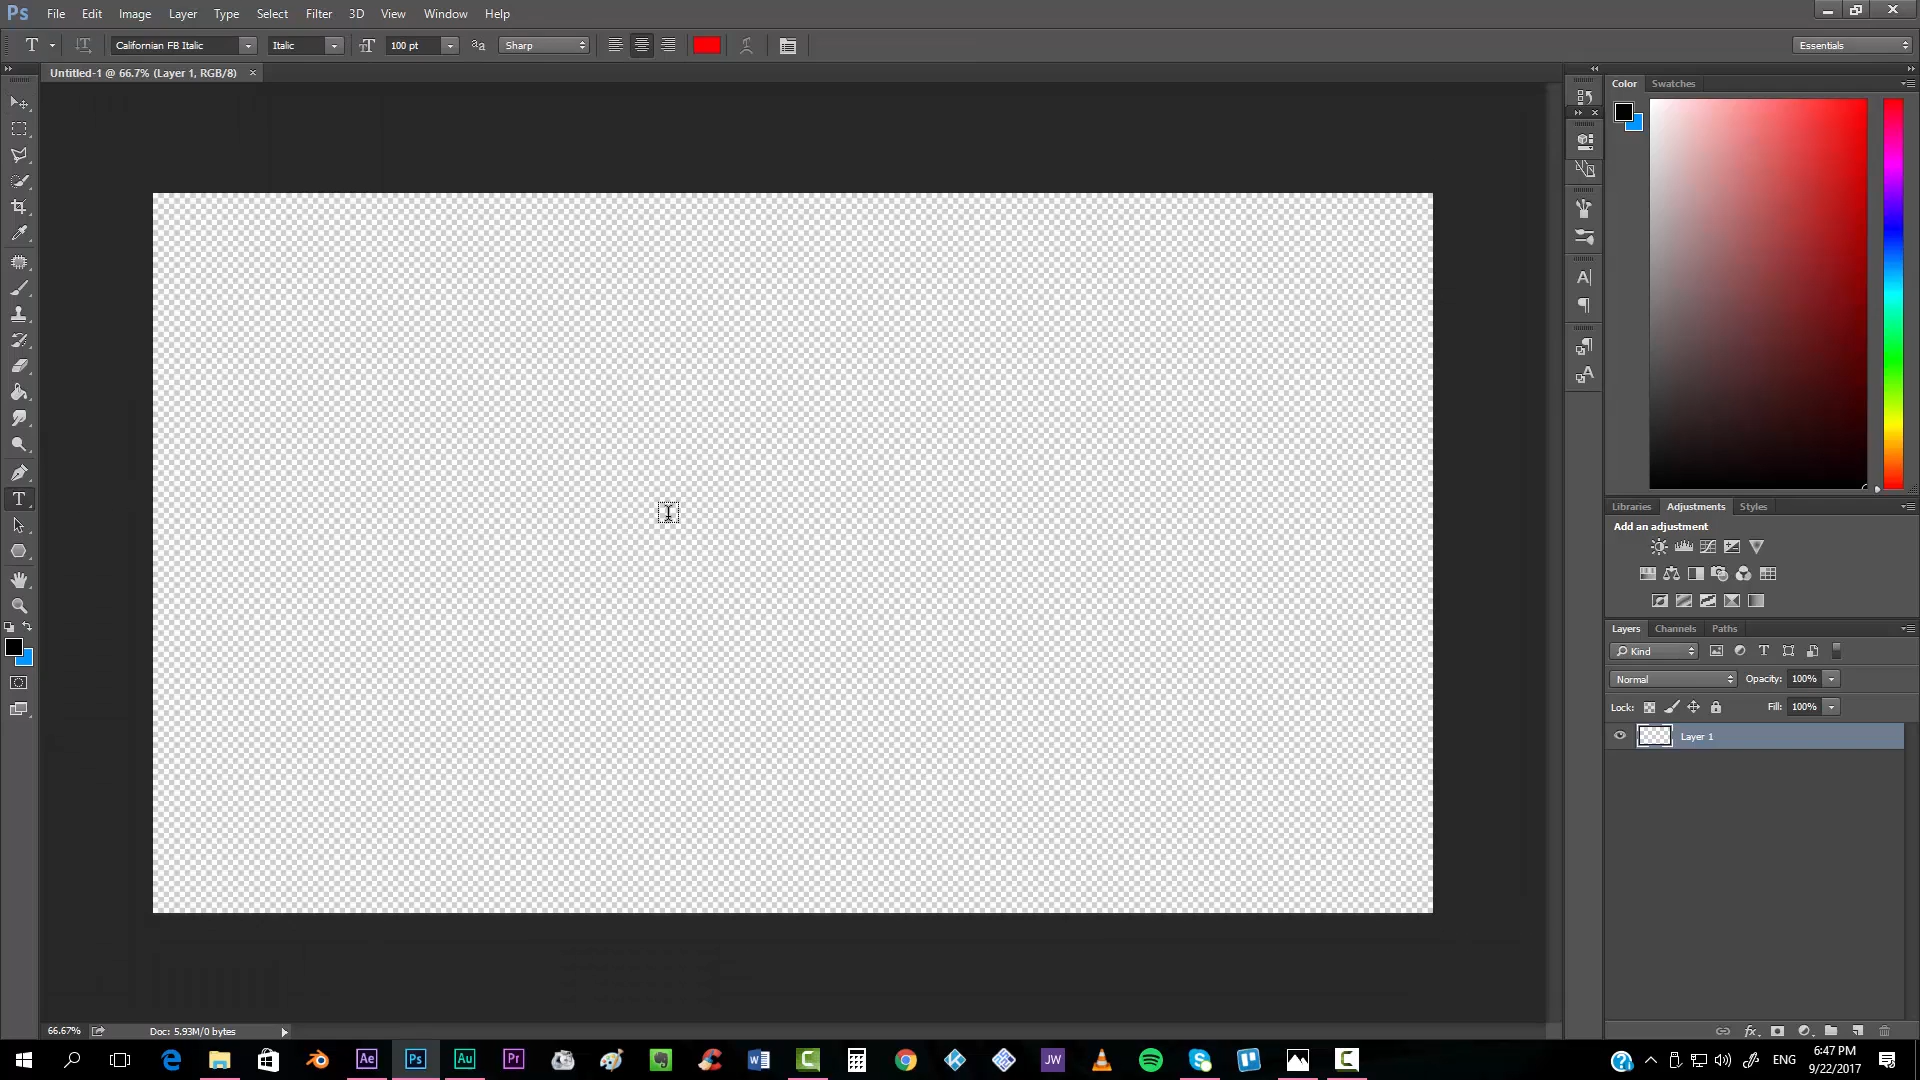 Ps File Edit Image Layer Type Select Filter 3D View Window Help
T Californian FB Italic Italic 100 pt Sharp Essentials
Untitled-1 @ 66.7% (Layer 1, RGB/8) ×
Color Swatches
Libraries Adjustments Styles
Add an adjustment
Layers Channels Paths
Kind
Normal Opacity: 100%
Lock: Fill: 100%
Layer 1
66.67% Doc: 5.93M/0 bytes
Ae Ps Au Pr JW ENG 6:47 PM
9/22/2017